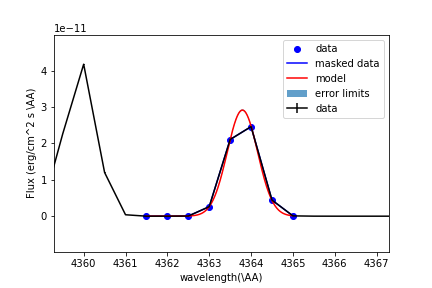 1e−11
data
masked data
model
error limits
data
4
3
2
1
0
Flux (erg/cm^2 s \AA)
4360 4361 4362 4363 4364 4365 4366 4367
wavelength(\AA)